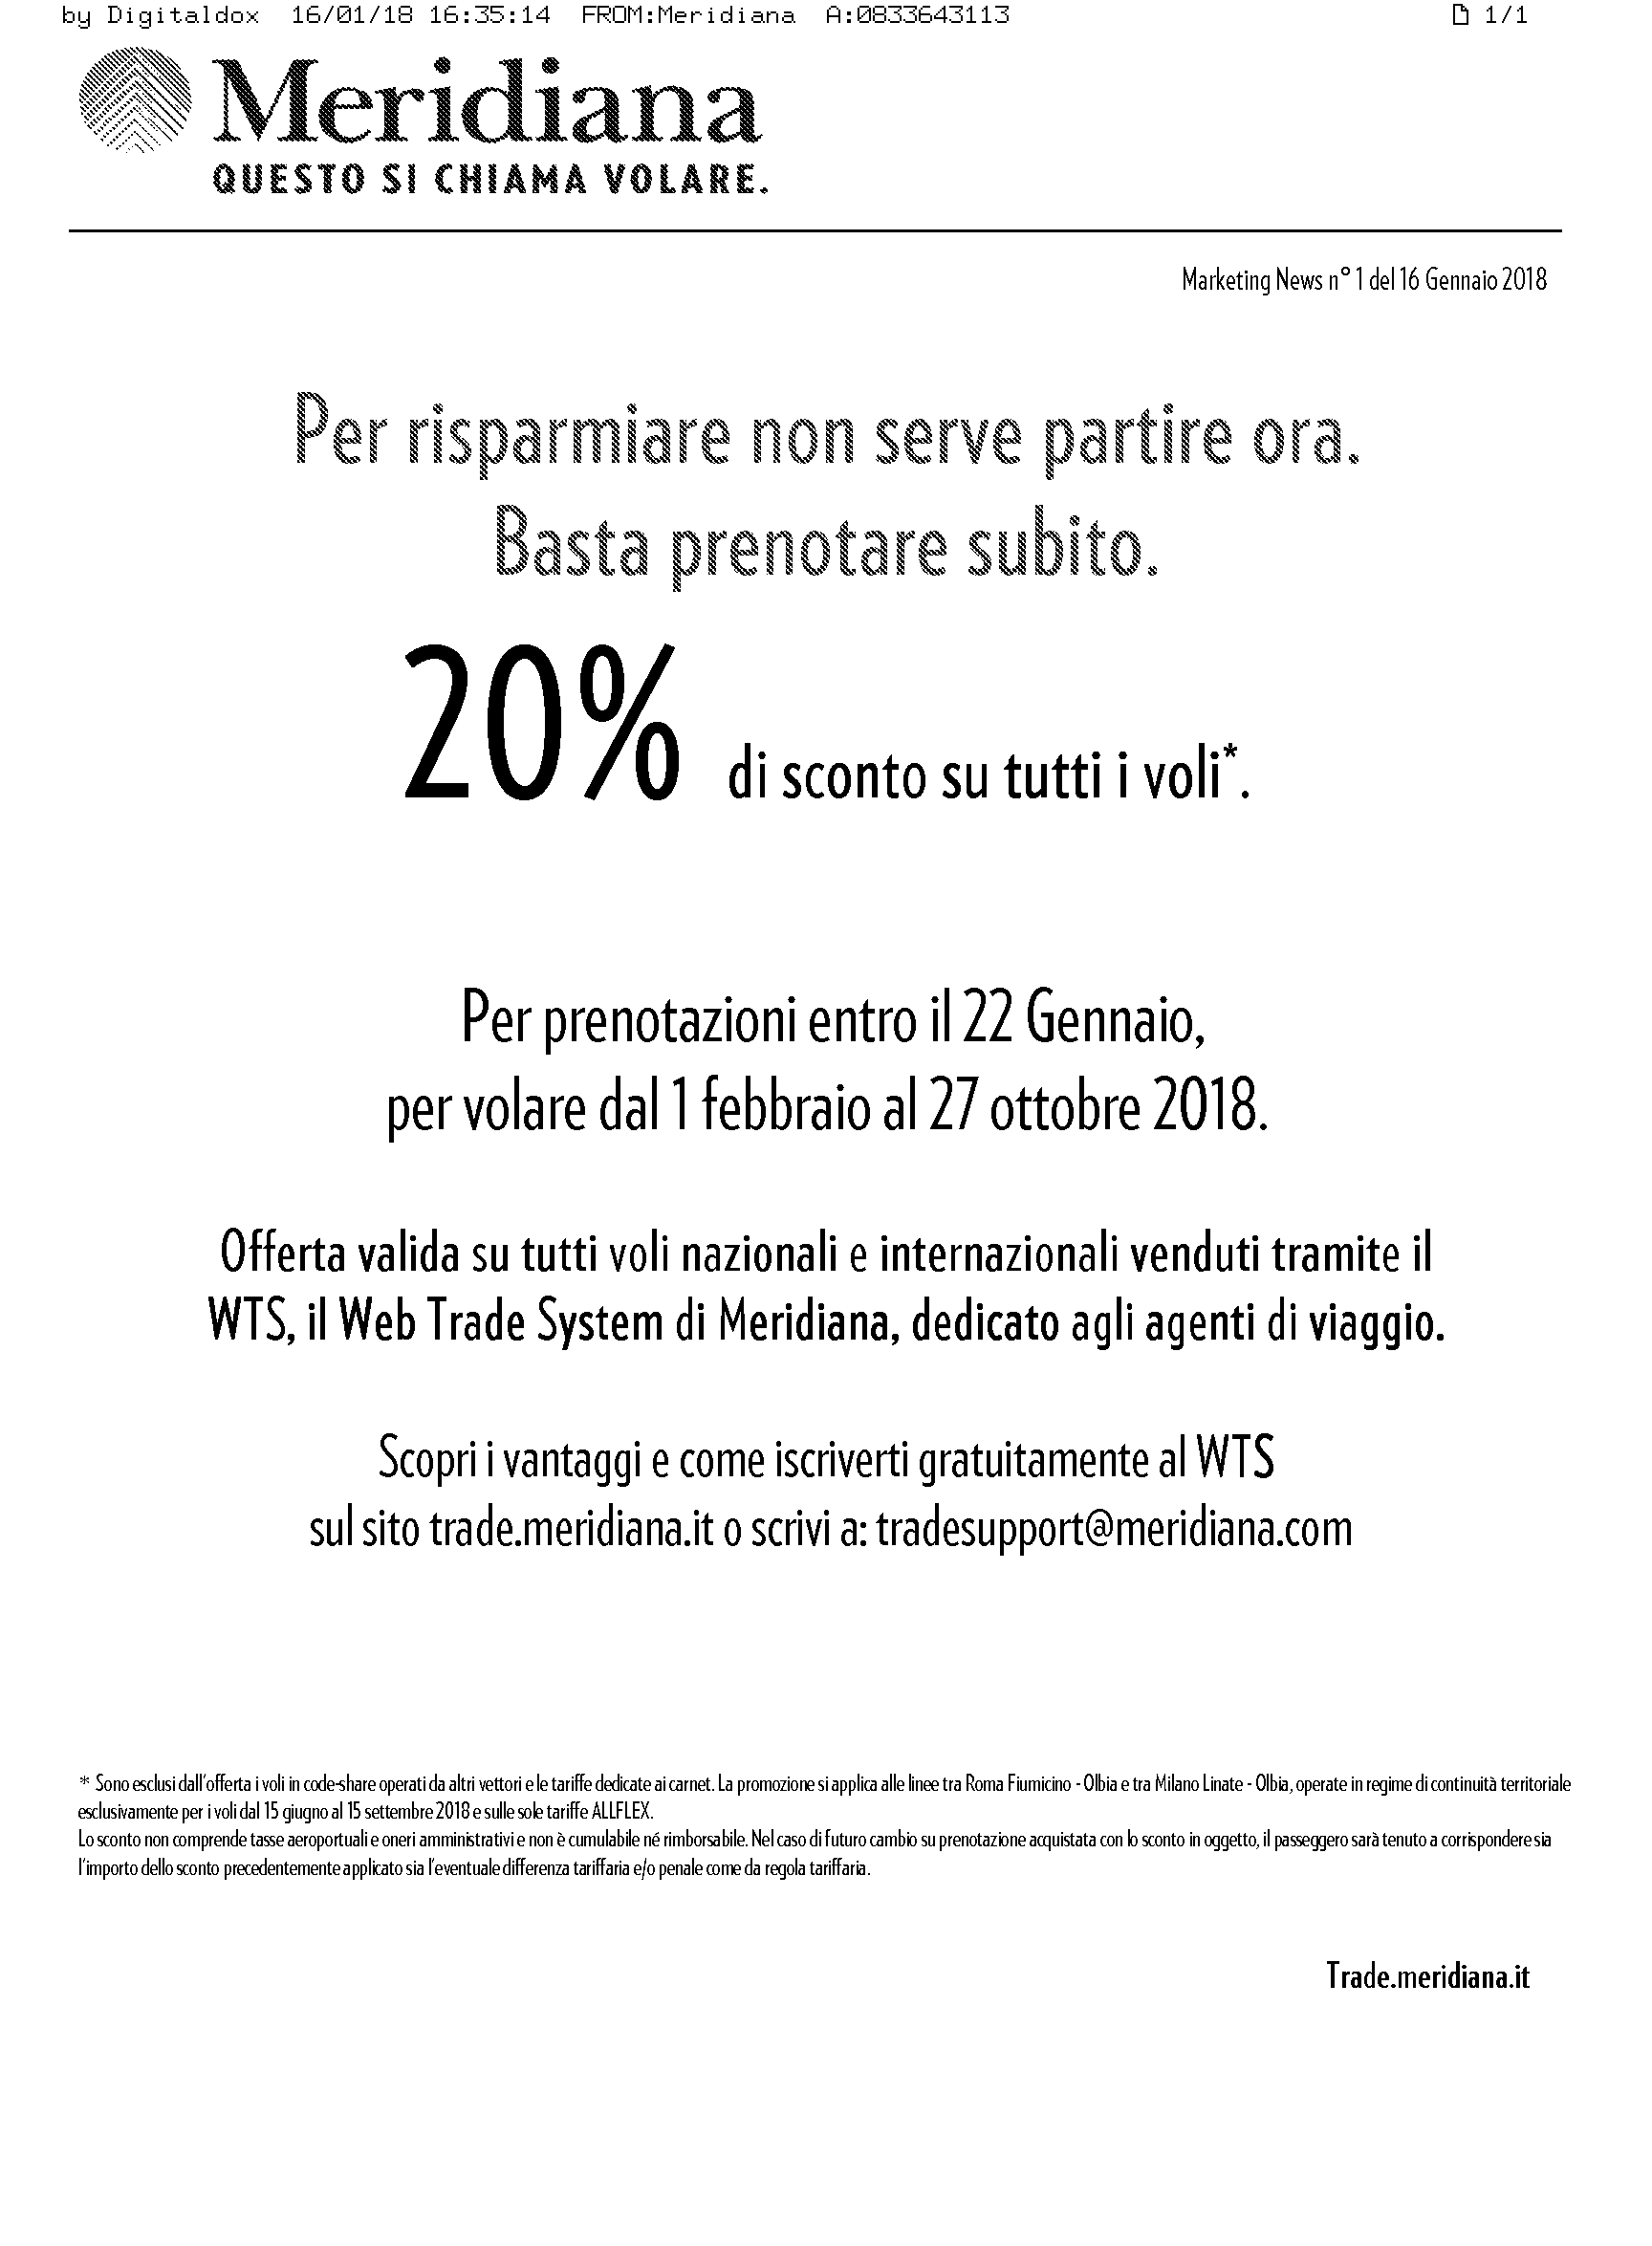 by Digitaldox 16/01/18 16:35:14 FROM:Meridiana A:0833643113 1/1
Meridiana
QUESTO SI CHIAMA VOLARE.
Marketing News n° 1 del 16 Gennaio 2018
Per risparmiare non serve partire ora.
Basta prenotare subito.
20% di sconto su tutti i voli*.
Per prenotazioni entro il 22 Gennaio,
per volare dal 1 febbraio al 27 ottobre 2018.
Offerta valida su tutti voli nazionali e internazionali venduti tramite il
WTS, il Web Trade System di Meridiana, dedicato agli agenti di viaggio.
Scopri i vantaggi e come iscriverti gratuitamente al WTS
sul sito trade.meridiana.it o scrivi a: tradesupport@meridiana.com
* Sono esclusi dall'offerta i voli in code-share operati da altri vettori e le tariffe dedicate ai carnet. La promozione si applica alle linee tra Roma Fiumicino - Olbia e tra Milano Linate - Olbia, operate in regime di continuità territoriale
esclusivamente per i voli dal 15 giugno al 15 settembre 2018 e sulle sole tariffe ALLFLEX.
Lo sconto non comprende tasse aeroportuali e oneri amministrativi e non è cumulabile né rimborsabile. Nel caso di futuro cambio su prenotazione acquistata con lo sconto in oggetto, il passeggero sarà tenuto a corrispondere sia
l'importo dello sconto precedentemente applicato sia l'eventuale differenza tariffaria e/o penale come da regola tariffaria.
Trade.meridiana.it